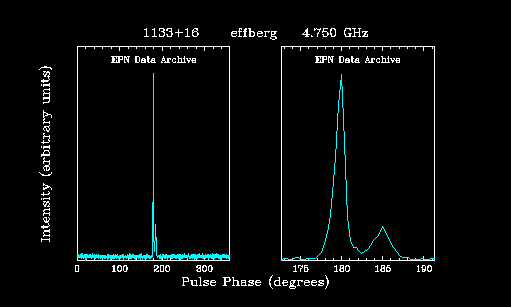 1133+16 effberg 4.750 GHz
EPN Data Archive EPN Data Archive
Intensity (arbitrary units)
0 100 200 300 175 180 185 190
Pulse Phase (degrees)